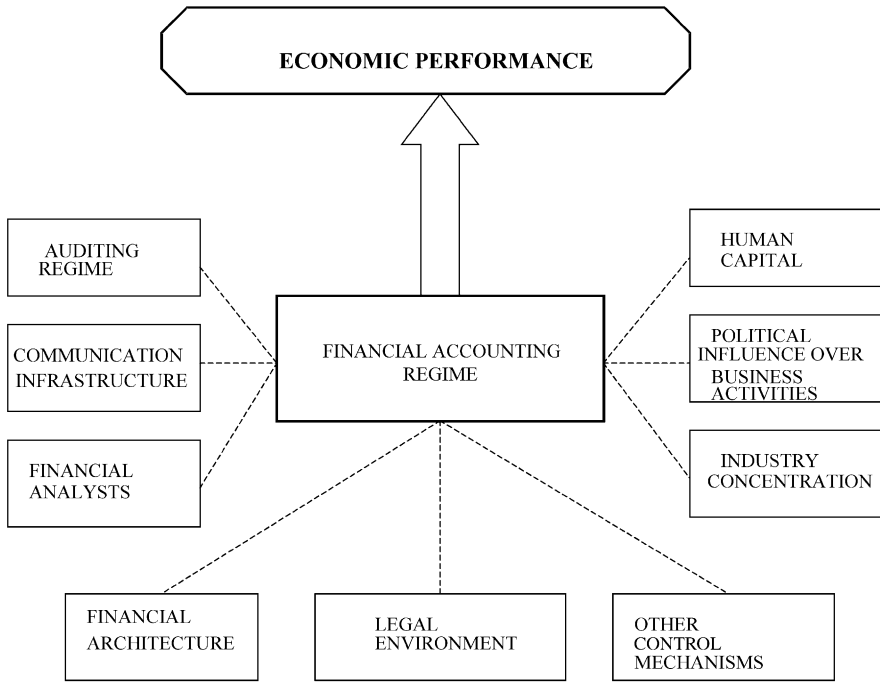 ECONOMIC PERFORMANCE
AUDITING
REGIME
HUMAN
CAPITAL
COMMUNICATION
INFRASTRUCTURE
FINANCIAL ACCOUNTING
REGIME
POLITICAL
INFLUENCE OVER
BUSINESS
ACTIVITIES
FINANCIAL
ANALYSTS
INDUSTRY
CONCENTRATION
FINANCIAL
ARCHITECTURE
LEGAL
ENVIRONMENT
OTHER
CONTROL
MECHANISMS